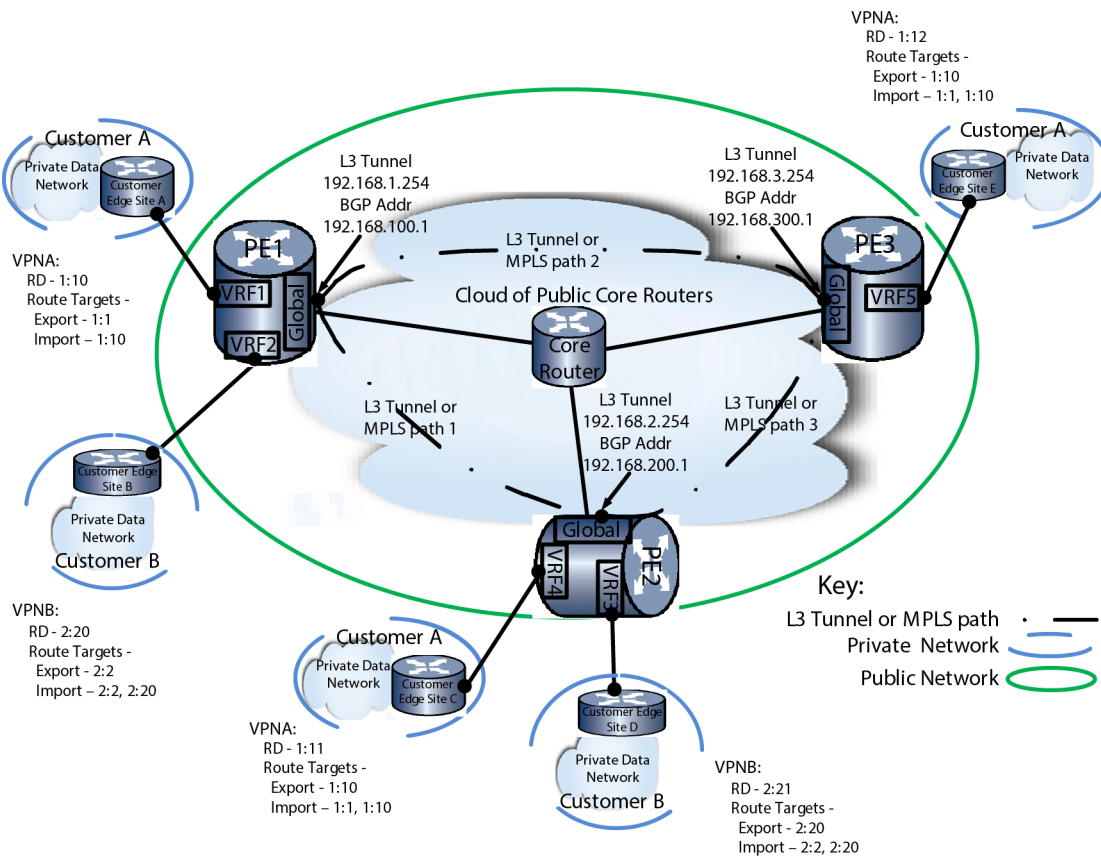 VPNA:
RD - 1:12
Route Targets -
Export - 1:10
Import – 1:1, 1:10
Customer A
Private Data
Network
Customer
Edge Site A
L3 Tunnel
192.168.1.254
BGP Addr
192.168.100.1
L3 Tunnel
192.168.3.254
BGP Addr
192.168.300.1
Customer A
Customer
Edge Site E
Private Data
Network
VPNA:
RD - 1:10
Route Targets -
Export - 1:1
Import – 1:10
PE1
VRF1
VRF2
Global
L3 Tunnel or
MPLS path 2
Cloud of Public Core Routers
Core
Router
PE3
Global
VRF5
L3 Tunnel or
MPLS path 1
L3 Tunnel
192.168.2.254
BGP Addr
192.168.200.1
L3 Tunnel or
MPLS path 3
Customer Edge
Site B
Private Data
Network
Customer B
Global
VRF4
VRF3
PE2
VPNB:
RD - 2:20
Route Targets -
Export - 2:2
Import – 2:2, 2:20
Customer A
Private Data
Network
Customer
Edge Site C
VPNA:
RD - 1:11
Route Targets -
Export - 1:10
Import – 1:1, 1:10
Customer Edge
Site D
Private Data
Network
Customer B
VPNB:
RD - 2:21
Route Targets -
Export - 2:20
Import – 2:2, 2:20
Key:
L3 Tunnel or MPLS path
Private Network
Public Network